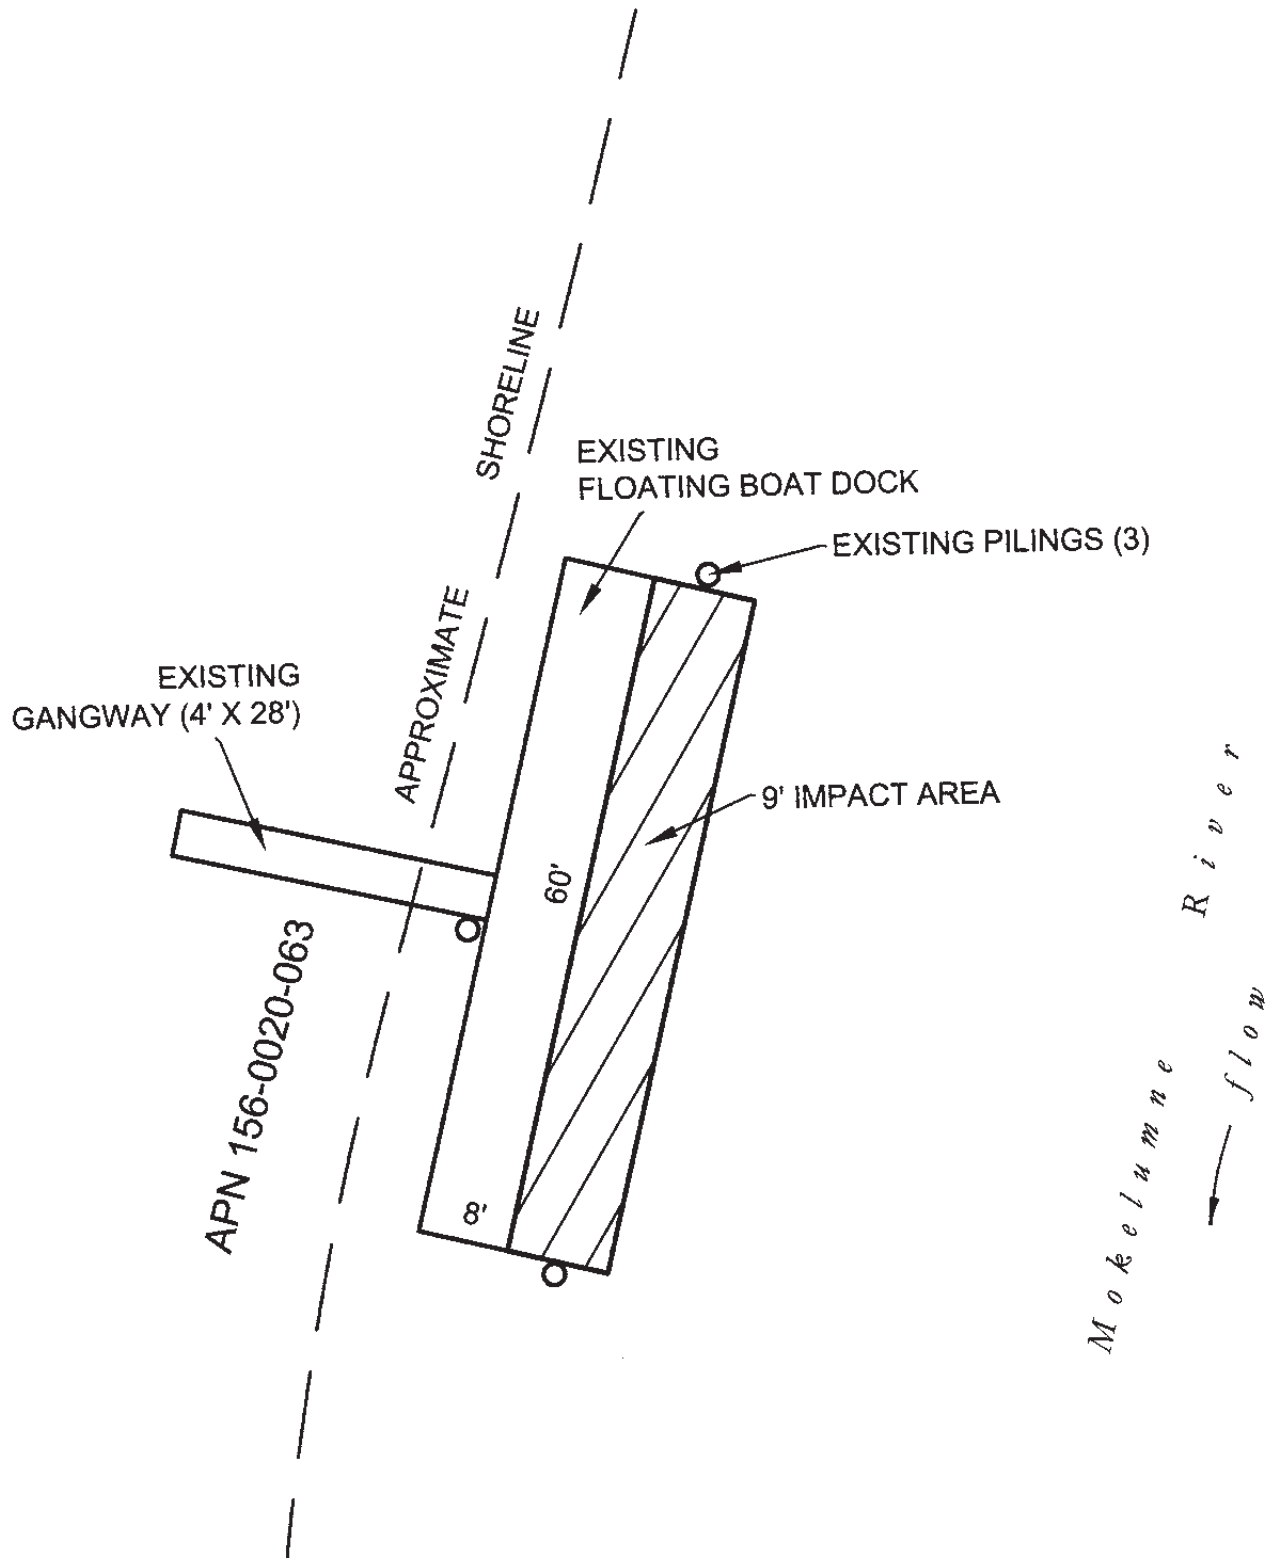 SHORELINE
EXISTING
FLOATING BOAT DOCK
EXISTING PILINGS (3)
APPROXIMATE
EXISTING
GANGWAY (4' X 28')
9' IMPACT AREA
60'
8'
APN 156-0020-063
Mokelumne River
flow